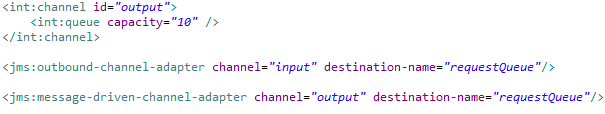 <int:channel id="output">
<int:queue capacity="10" />
</int:channel>
<jms:outbound-channel-adapter channel="input" destination-name="requestQueue"/>
<jms:message-driven-channel-adapter channel="output" destination-name="requestQueue"/>